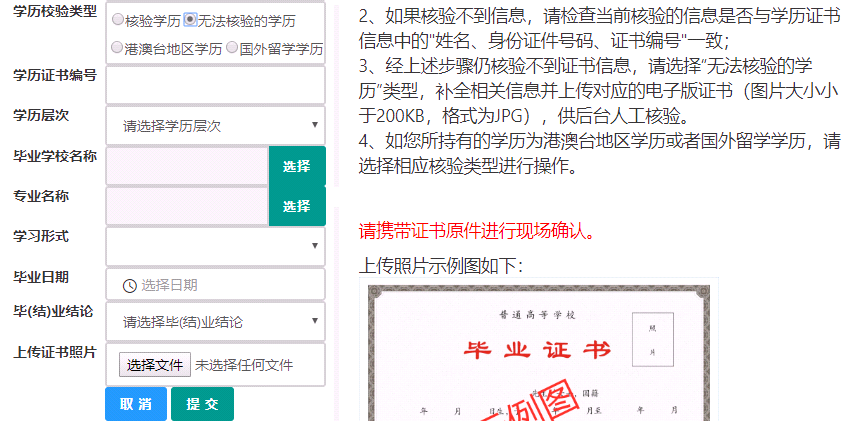 学历校验类型
核验学历 无法核验的学历
港澳台地区学历 国外留学学历
学历证书编号
学历层次
请选择学历层次
毕业学校名称
选择
专业名称
选择
学习形式
毕业日期
选择日期
毕(结)业结论
请选择毕(结)业结论
上传证书照片
选择文件 未选择任何文件
取 消 提 交
2、如果核验不到信息，请检查当前核验的信息是否与学历证书
信息中的"姓名、身份证件号码、证书编号"一致；
3、经上述步骤仍核验不到证书信息，请选择“无法核验的学
历”类型，补全相关信息并上传对应的电子版证书（图片大小小
于200KB，格式为JPG），供后台人工核验。
4、如您所持有的学历为港澳台地区学历或者国外留学学历，请
选择相应核验类型进行操作。
请携带证书原件进行现场确认。
上传照片示例图如下：
普通高等学校
毕业证书
照
片
国籍
年 月 日生， 年 月至 年 月
例图